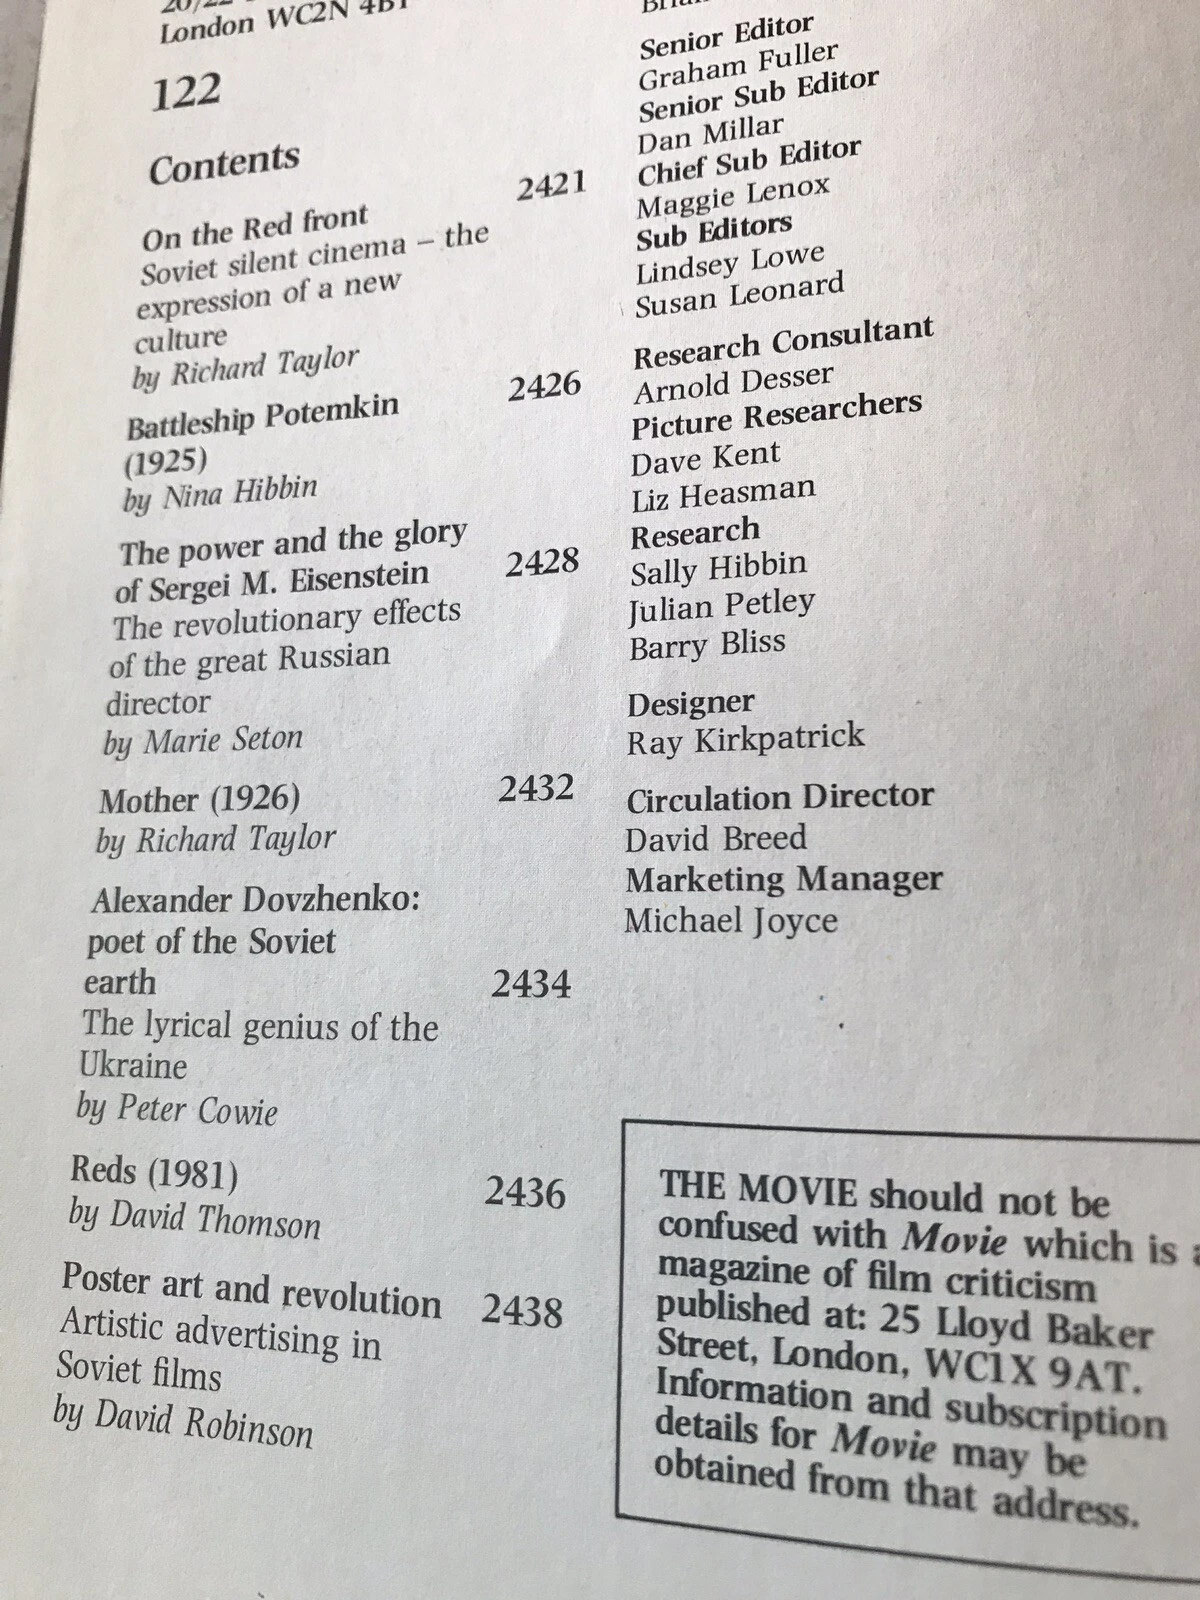 London WC2N
122
Contents
On the Red front 2421
Soviet silent cinema – the
expression of a new
culture
by Richard Taylor
Battleship Potemkin 2426
(1925)
by Nina Hibbin
The power and the glory
of Sergei M. Eisenstein 2428
The revolutionary effects
of the great Russian
director
by Marie Seton
Mother (1926) 2432
by Richard Taylor
Alexander Dovzhenko:
poet of the Soviet
earth 2434
The lyrical genius of the
Ukraine
by Peter Cowie
Reds (1981) 2436
by David Thomson
Poster art and revolution 2438
Artistic advertising in
Soviet films
by David Robinson
Senior Editor
Graham Fuller
Senior Sub Editor
Dan Millar
Chief Sub Editor
Maggie Lenox
Sub Editors
Lindsey Lowe
Susan Leonard
Research Consultant
Arnold Desser
Picture Researchers
Dave Kent
Liz Heasman
Research
Sally Hibbin
Julian Petley
Barry Bliss
Designer
Ray Kirkpatrick
Circulation Director
David Breed
Marketing Manager
Michael Joyce
THE MOVIE should not be
confused with Movie which is a
magazine of film criticism
published at: 25 Lloyd Baker
Street, London, WC1X 9AT.
Information and subscription
details for Movie may be
obtained from that address.